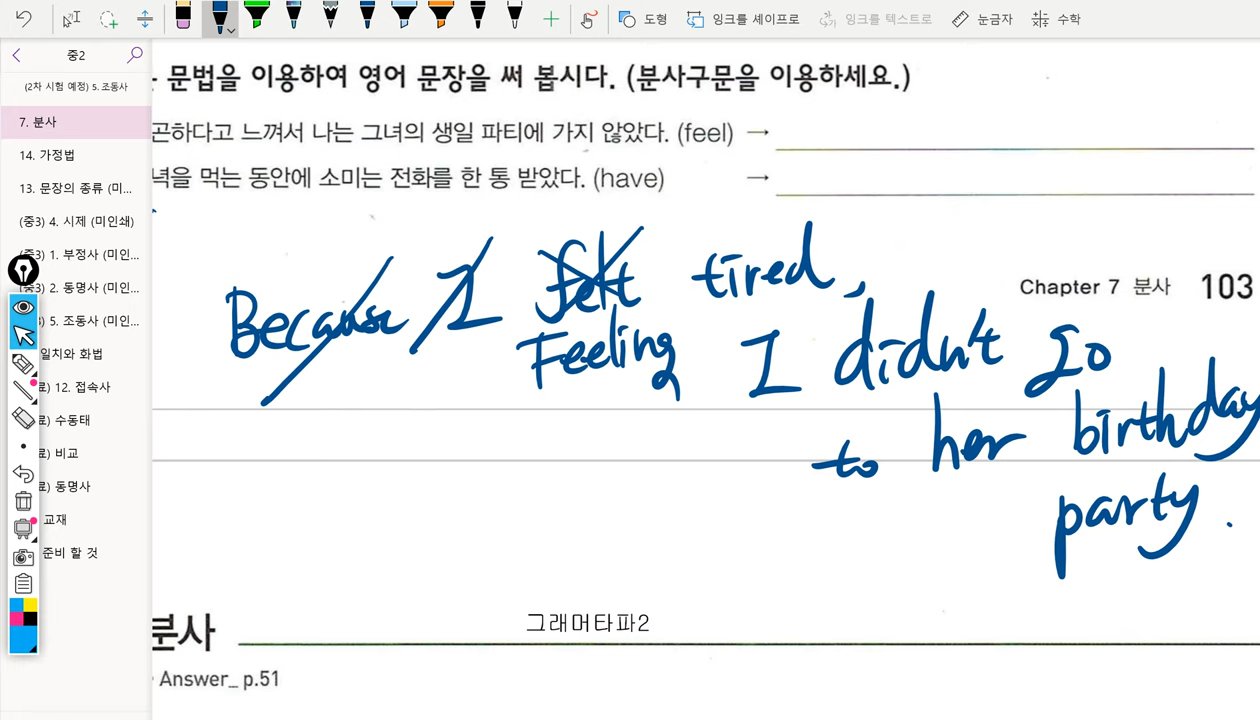 도형
잉크를 셰이프로
잉크를 텍스트로
눈금자
수학
중2
(2차 시험 예정) 5. 조동사
7. 분사
14. 가정법
13. 문장의 종류 (미...
(중3) 4. 시제 (미인쇄)
(중3) 1. 부정사 (미인...
3) 2. 동명사 (미인...
3) 5. 조동사 (미인...
일치와 화법
료) 12. 접속사
료) 수동태
료) 비교
료) 동명사
교재
준비 할 것
문법을 이용하여 영어 문장을 써 봅시다. (분사구문을 이용하세요.)
곤하다고 느껴서 나는 그녀의 생일 파티에 가지 않았다. (feel) →
녁을 먹는 동안에 소미는 전화를 한 통 받았다. (have) →
Because I felt tired,
Feeling I didn't go
to her birthday
party.
Chapter 7 분사 103
그래머타파2
분사
Answer_ p.51